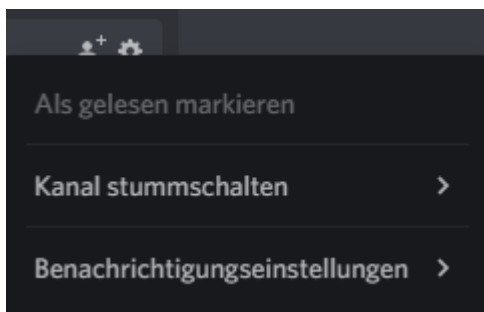 Als gelesen markieren
Kanal stummschalten
Benachrichtigungseinstellungen